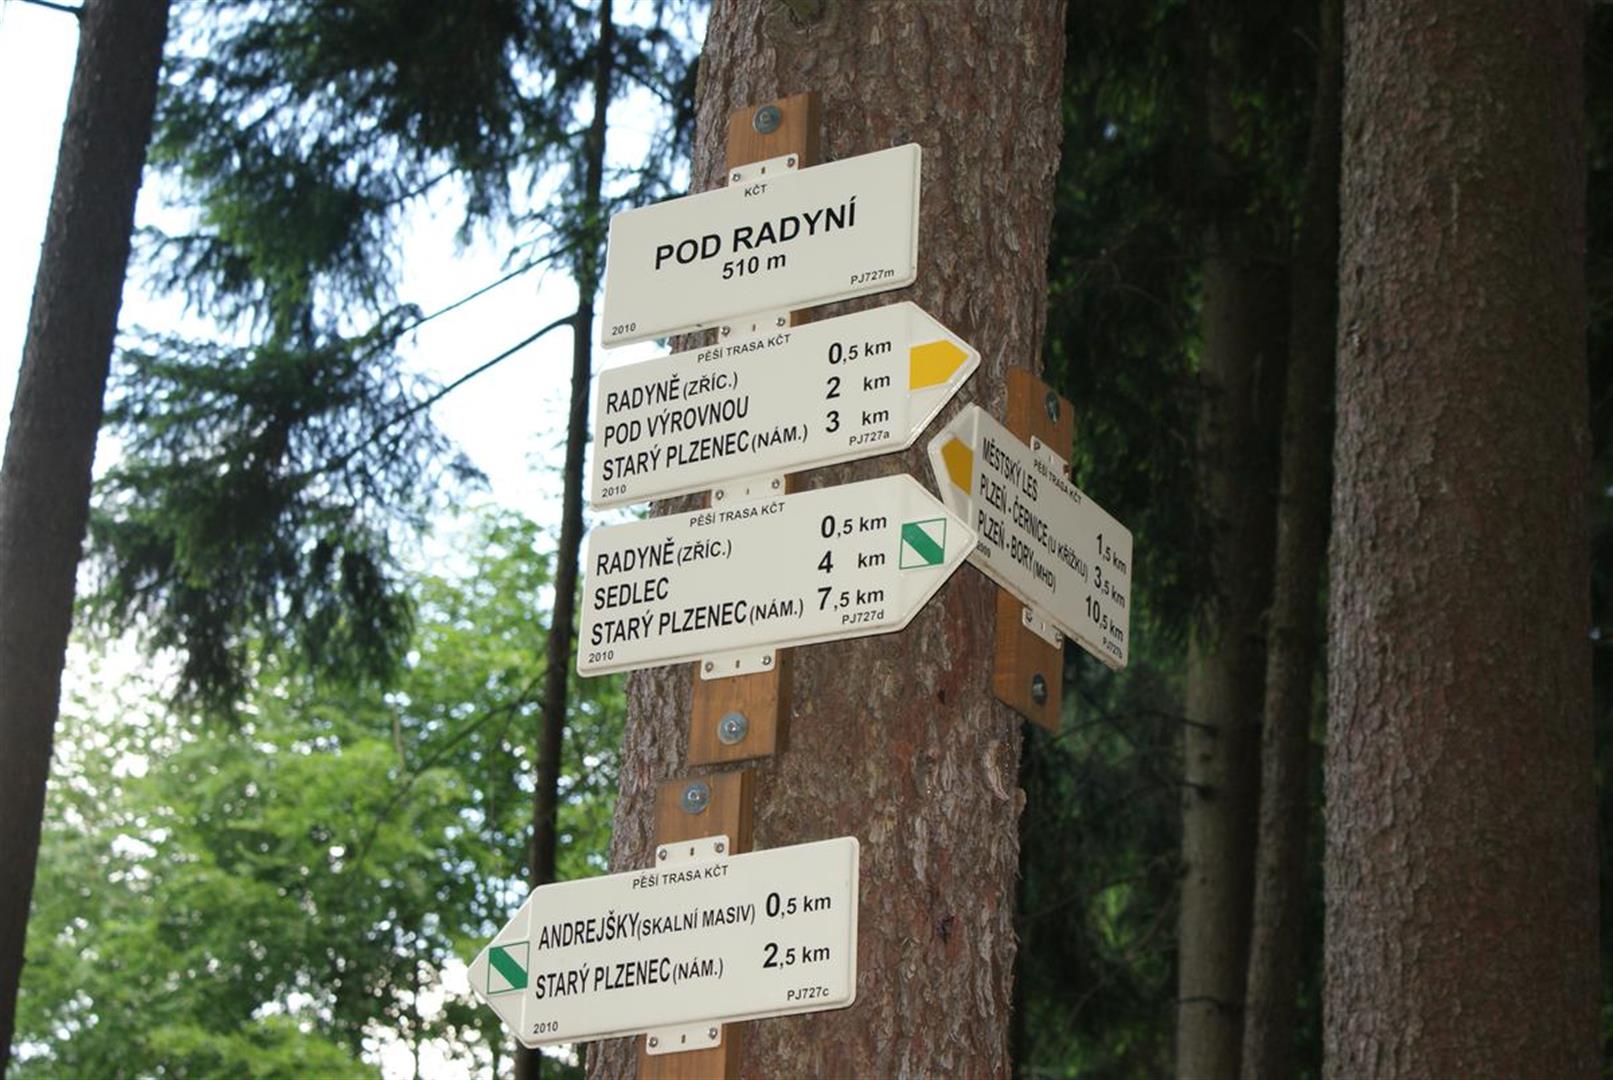 KČT
POD RADYNÍ
510 m
2010 PJ727m
PĚŠÍ TRASA KČT
RADYNĚ (ZŘÍC.) 0,5 km
POD VÝROVNOU 2 km
STARÝ PLZENEC (NÁM.) 3 km
2010 PJ727a
PĚŠÍ TRASA KČT
RADYNĚ (ZŘÍC.) 0,5 km
SEDLEC 4 km
STARÝ PLZENEC (NÁM.) 7,5 km
2010 PJ727d
PĚŠÍ TRASA KČT
MĚSTSKÝ LES 1,5 km
PLZEŇ - ČERNICE (U KŘÍŽKU) 3,5 km
PLZEŇ - BORY (MHD) 10,5 km
2009 PJ727b
PĚŠÍ TRASA KČT
ANDREJŠKY (SKALNÍ MASIV) 0,5 km
STARÝ PLZENEC (NÁM.) 2,5 km
2010 PJ727c